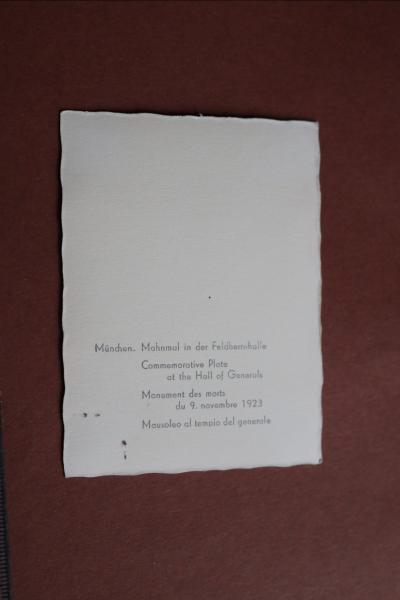 München. Mahnmal in der Feldherrnhalle
Commemorative Plate
at the Hall of Generals
Monument des morts
du 9. novembre 1923
Mausoleo al tempio del generale